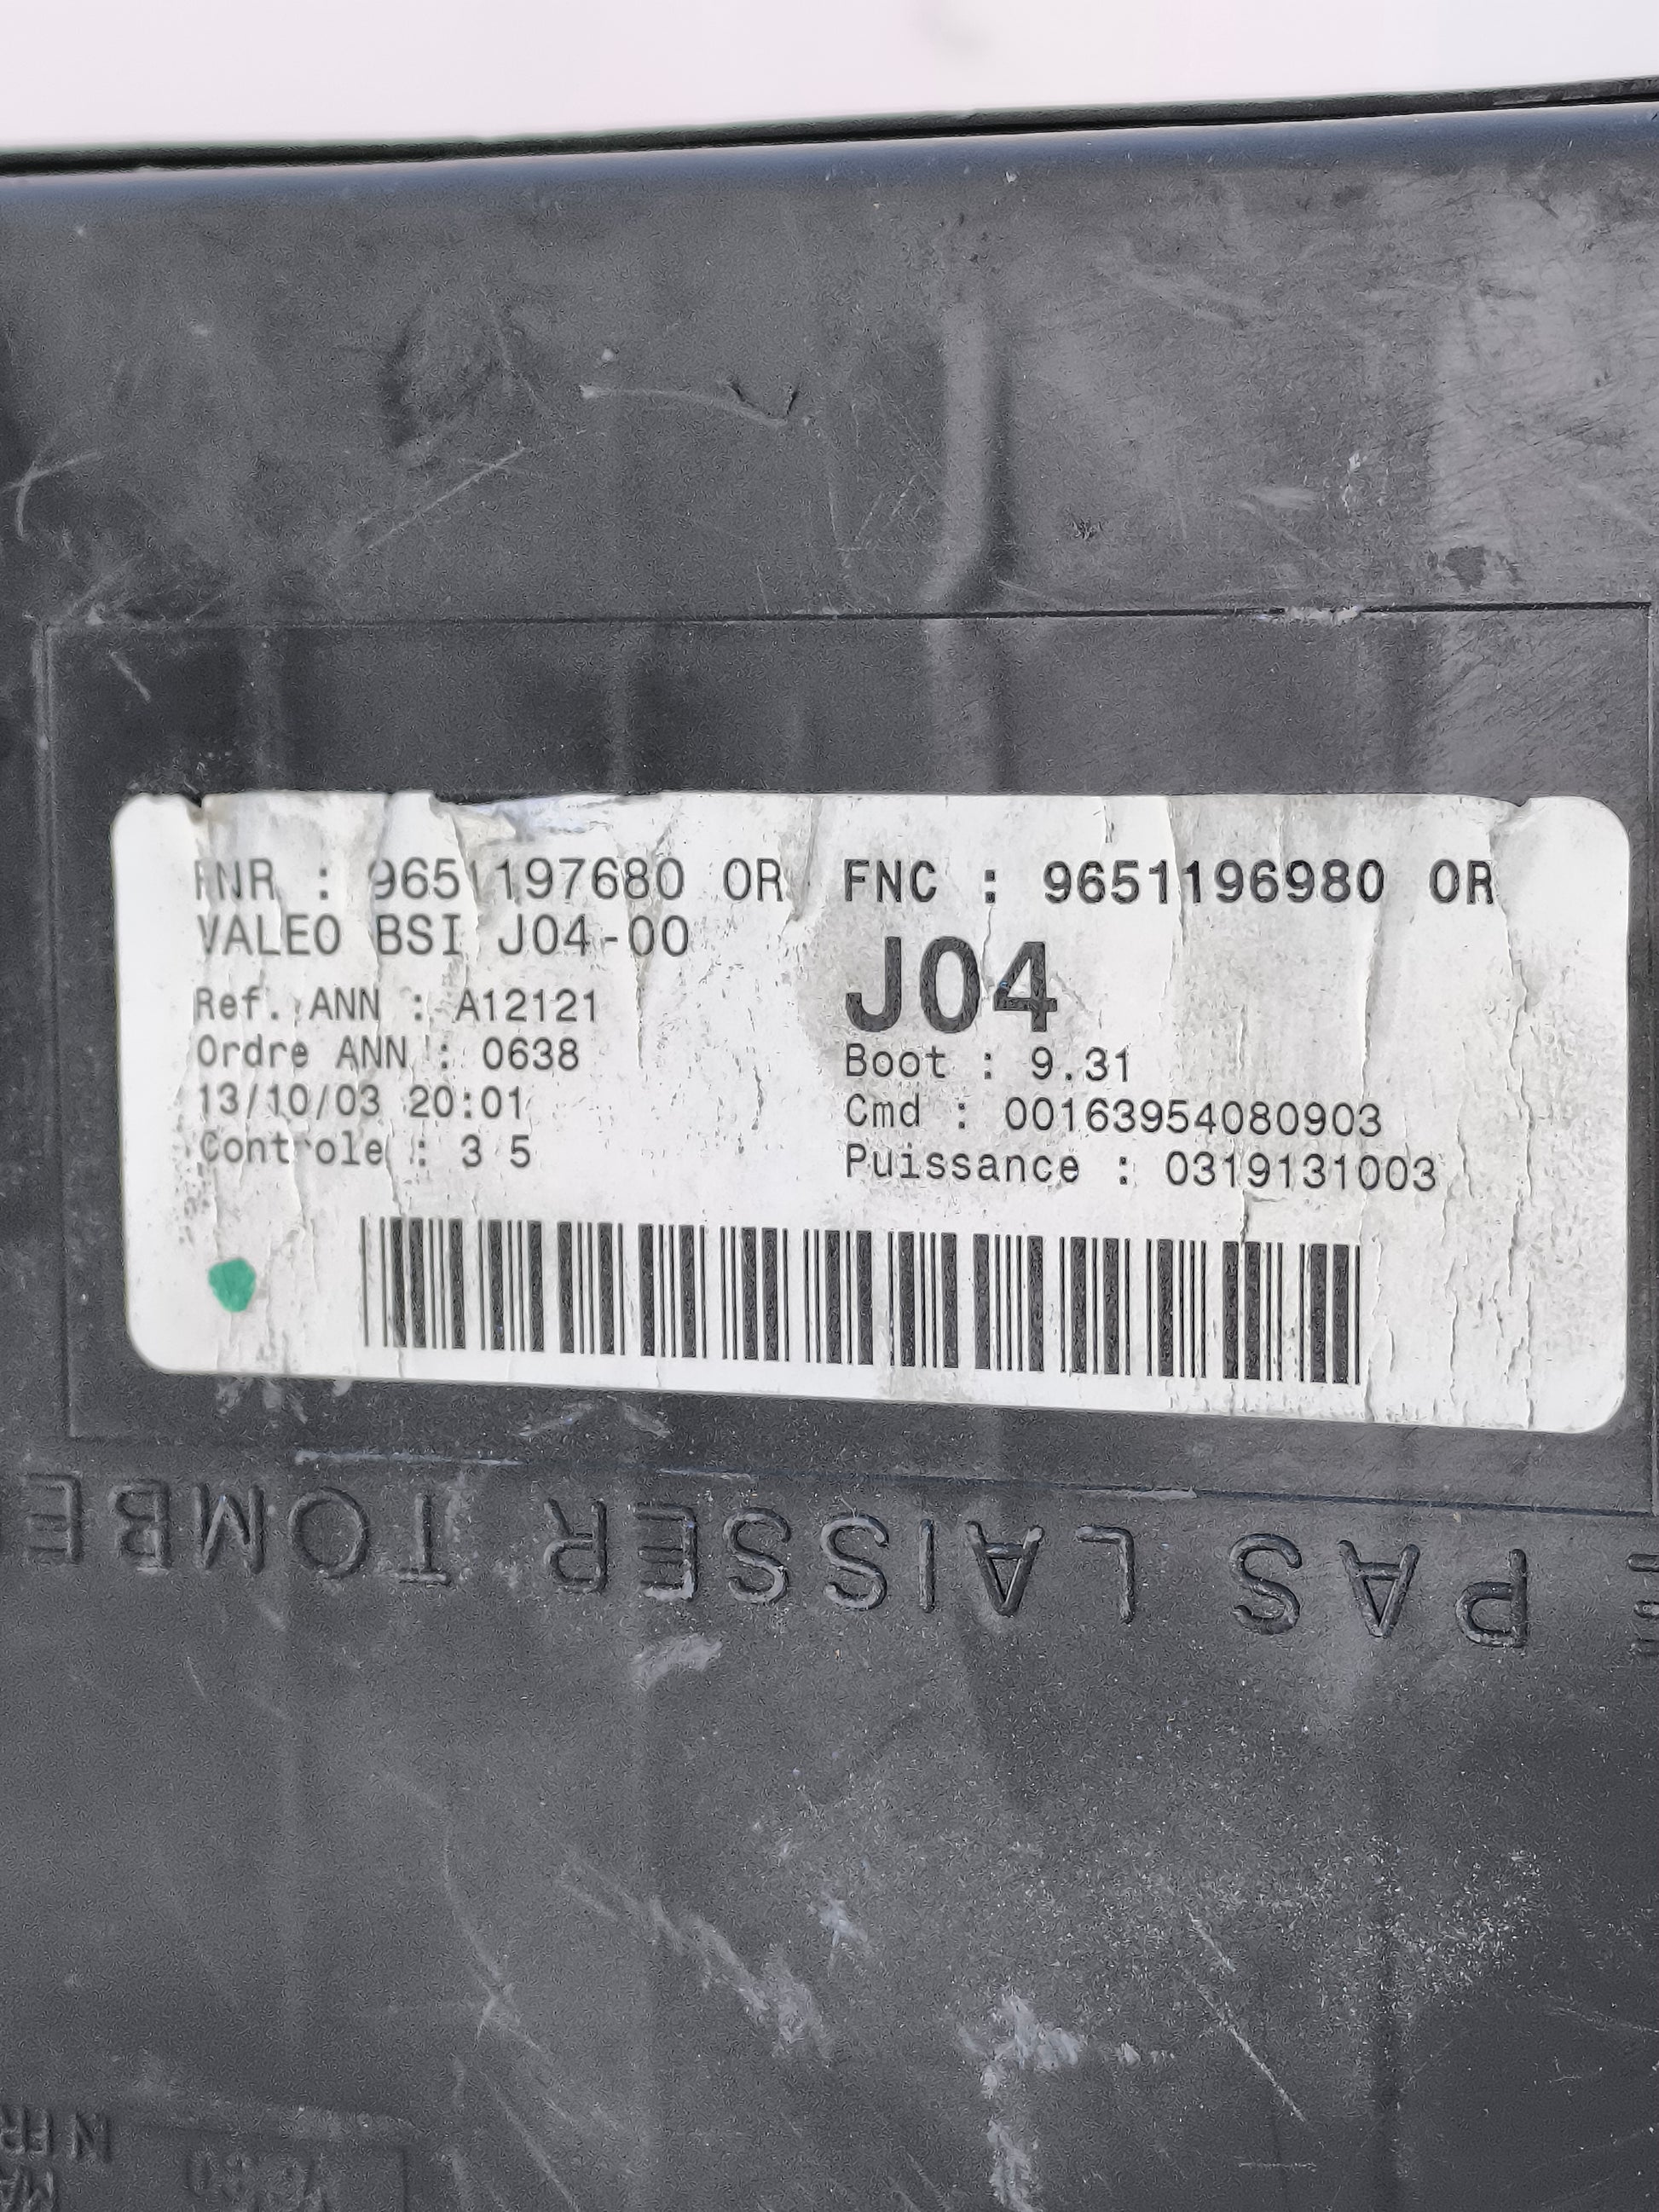 FNR : 9651197680 OR FNC : 9651196980 OR
VALEO BSI J04-00
J04
Ref. ANN : A12121
Ordre ANN : 0638
13/10/03 20:01
Controle : 3 5
Boot : 9.31
Cmd : 00163954080903
Puissance : 0319131003
PAS LAISSER TOMBE